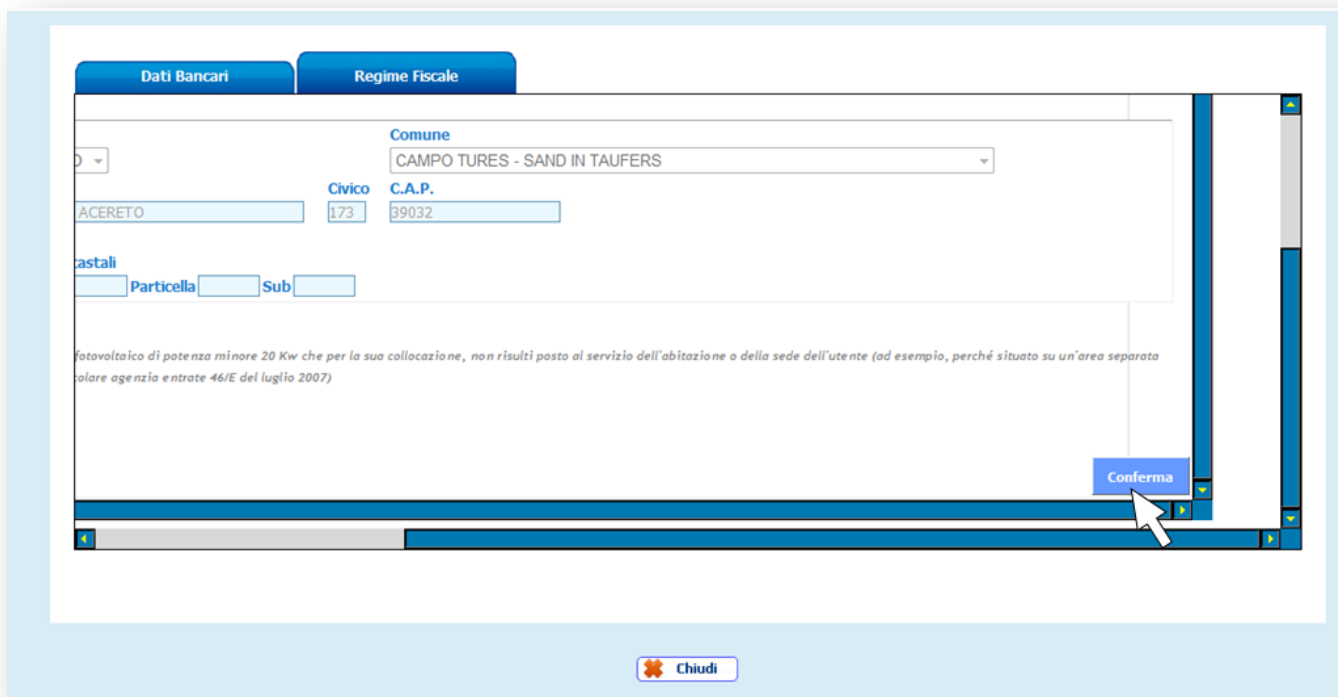 Dati Bancari Regime Fiscale
Comune
CAMPO TURES - SAND IN TAUFERS
Civico C.A.P.
ACERETO 173 39032
tastali
Particella Sub
fotovoltaico di potenza minore 20 Kw che per la sua collocazione, non risulti posto al servizio dell'abitazione o della sede dell'utente (ad esempio, perché situato su un'area separata
colare agenzia entrate 46/E del luglio 2007)
Conferma
Chiudi